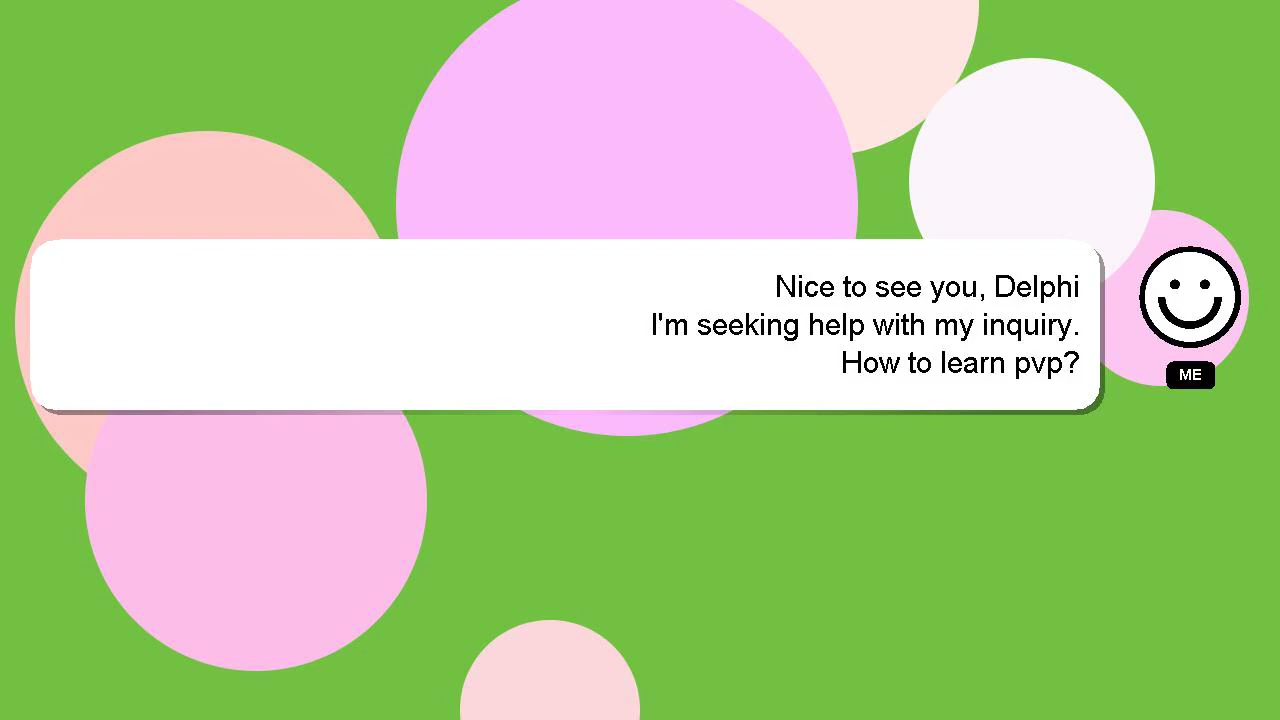 Nice to see you, Delphi
I'm seeking help with my inquiry.
How to learn pvp?
ME